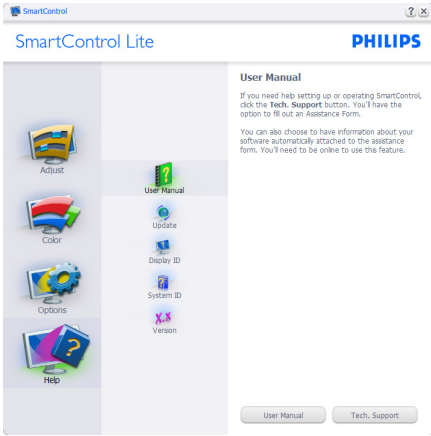 SmartControl
SmartControl Lite
PHILIPS
Adjust
Color
Options
Help
User Manual
Update
Display ID
System ID
X.X
Version
User Manual
If you need help setting up or operating SmartControl,
click the Tech. Support button. You'll have the
option to fill out an Assistance Form.
You can also choose to have information about your
software automatically attached to the assistance
form. You'll need to be online to use this feature.
User Manual
Tech. Support